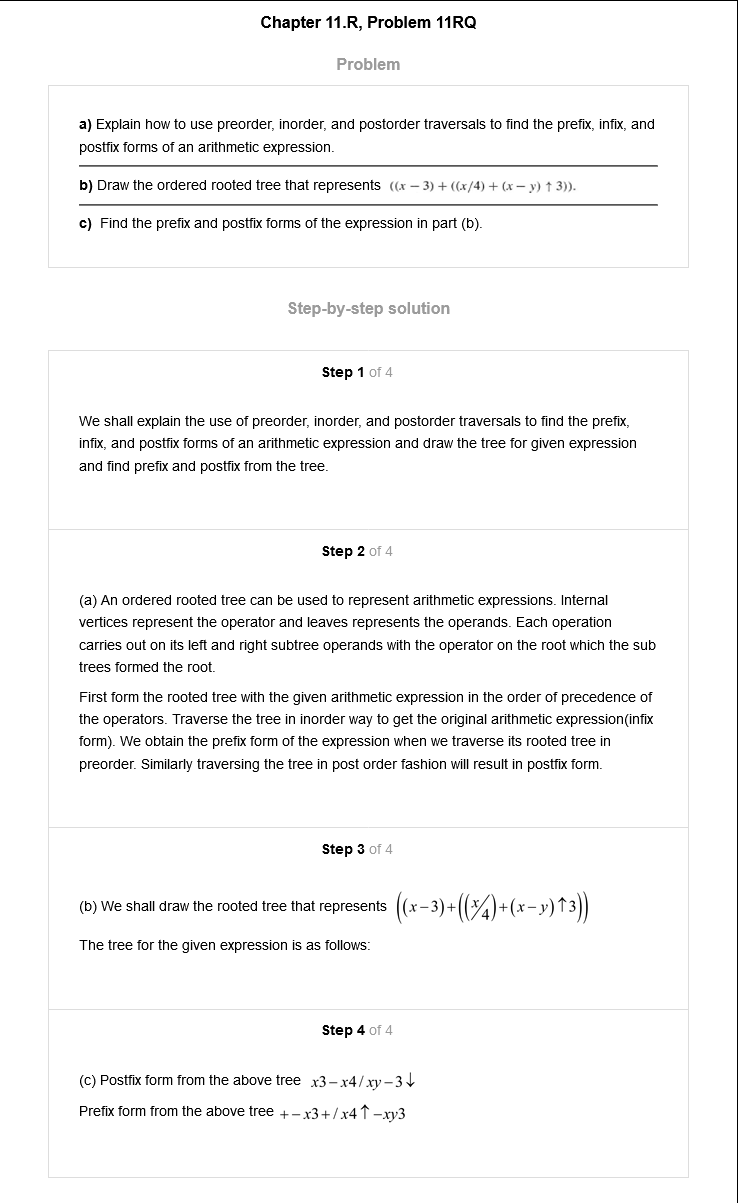 Chapter 11.R, Problem 11RQ
Problem
a) Explain how to use preorder, inorder, and postorder traversals to find the prefix, infix, and
postfix forms of an arithmetic expression.
b) Draw the ordered rooted tree that represents ((x − 3) + ((x/4) + (x − y) ↑ 3)).
c) Find the prefix and postfix forms of the expression in part (b).
Step-by-step solution
Step 1 of 4
We shall explain the use of preorder, inorder, and postorder traversals to find the prefix,
infix, and postfix forms of an arithmetic expression and draw the tree for given expression
and find prefix and postfix from the tree.
Step 2 of 4
(a) An ordered rooted tree can be used to represent arithmetic expressions. Internal
vertices represent the operator and leaves represents the operands. Each operation
carries out on its left and right subtree operands with the operator on the root which the sub
trees formed the root.
First form the rooted tree with the given arithmetic expression in the order of precedence of
the operators. Traverse the tree in inorder way to get the original arithmetic expression(infix
form). We obtain the prefix form of the expression when we traverse its rooted tree in
preorder. Similarly traversing the tree in post order fashion will result in postfix form.
Step 3 of 4
(b) We shall draw the rooted tree that represents ((x−3)+((x/4)+(x−y)↑3))
The tree for the given expression is as follows:
Step 4 of 4
(c) Postfix form from the above tree x3−x4/xy−3↓
Prefix form from the above tree +−x3+/x4↑−xy3